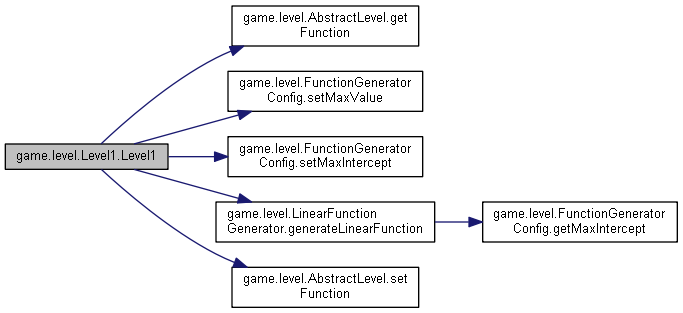 game.level.AbstractLevel.get
Function
game.level.FunctionGenerator
Config.setMaxValue
game.level.Level1.Level1
game.level.FunctionGenerator
Config.setMaxIntercept
game.level.LinearFunction
Generator.generateLinearFunction
game.level.FunctionGenerator
Config.getMaxIntercept
game.level.AbstractLevel.set
Function